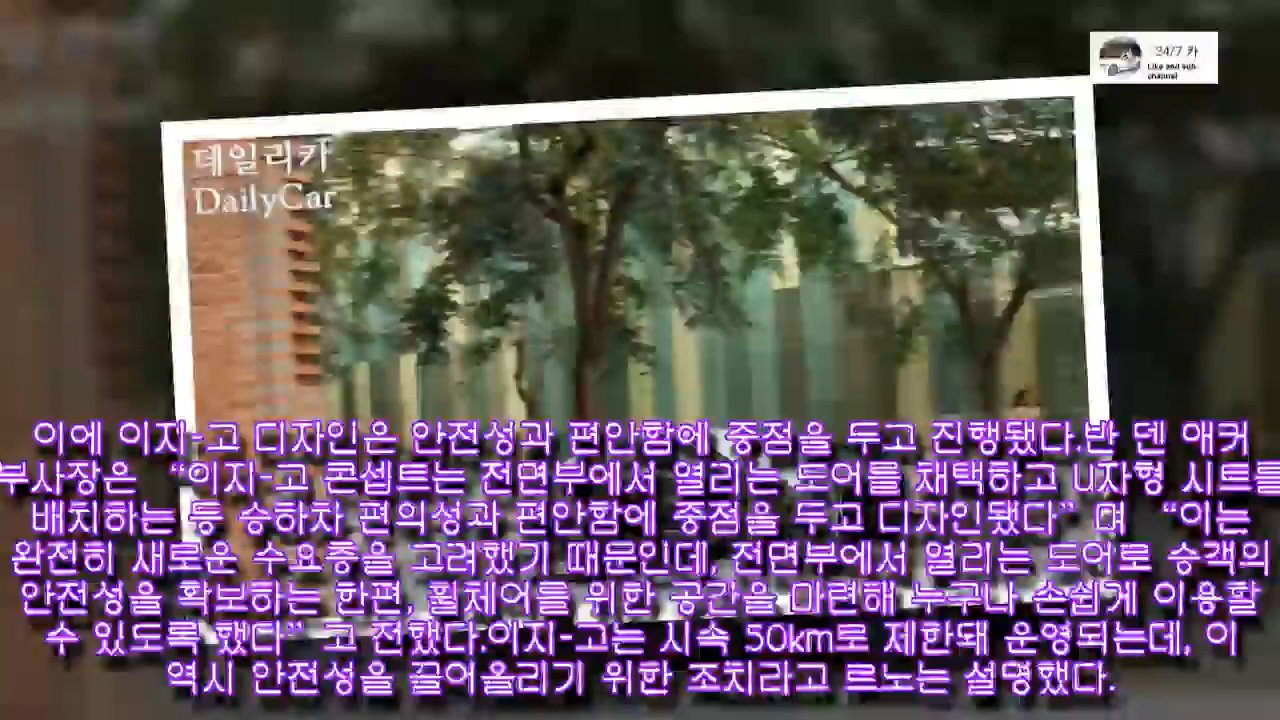 24/7 카
Like and sub
channel
데일리카
DailyCar
이에 이지-고 디자인은 안전성과 편안함에 중점을 두고 진행됐다.반 덴 애커
부사장은 “이지-고 콘셉트는 전면부에서 열리는 도어를 채택하고 U자형 시트를
배치하는 등 승하차 편의성과 편안함에 중점을 두고 디자인됐다” 며 “이는
완전히 새로운 수요층을 고려했기 때문인데, 전면부에서 열리는 도어로 승객의
안전성을 확보하는 한편, 휠체어를 위한 공간을 마련해 누구나 손쉽게 이용할
수 있도록 했다” 고 전했다.이지-고는 시속 50km로 제한돼 운영되는데, 이
역시 안전성을 끌어올리기 위한 조치라고 르노는 설명했다.